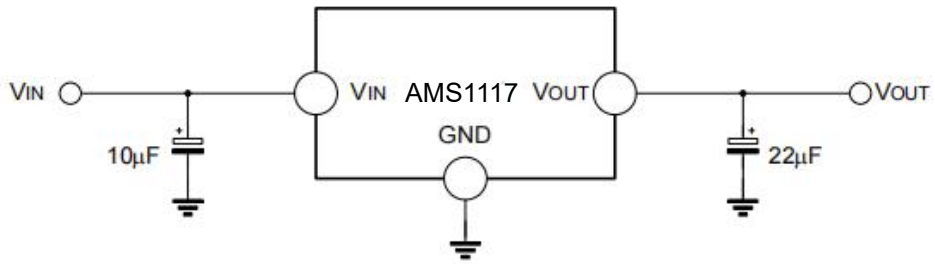 VIN VIN AMS1117 VOUT VOUT
+ GND +
10µF 22µF